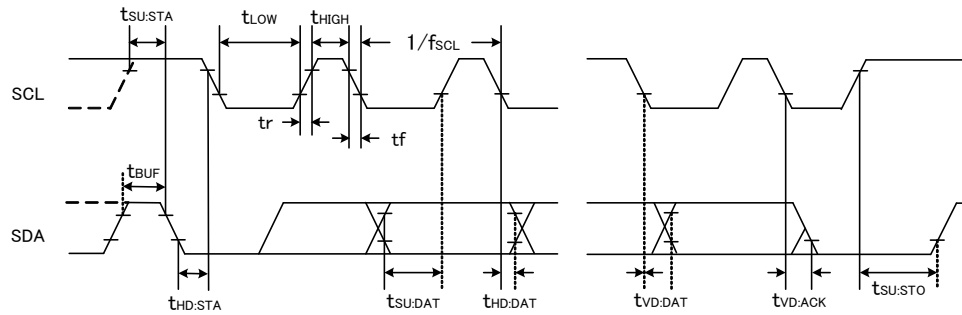 tSU:STA tLOW tHIGH 1/fSCL
SCL
tr tf
tBUF
SDA
tHD:STA tSU:DAT tHD:DAT tVD:DAT tVD:ACK tSU:STO